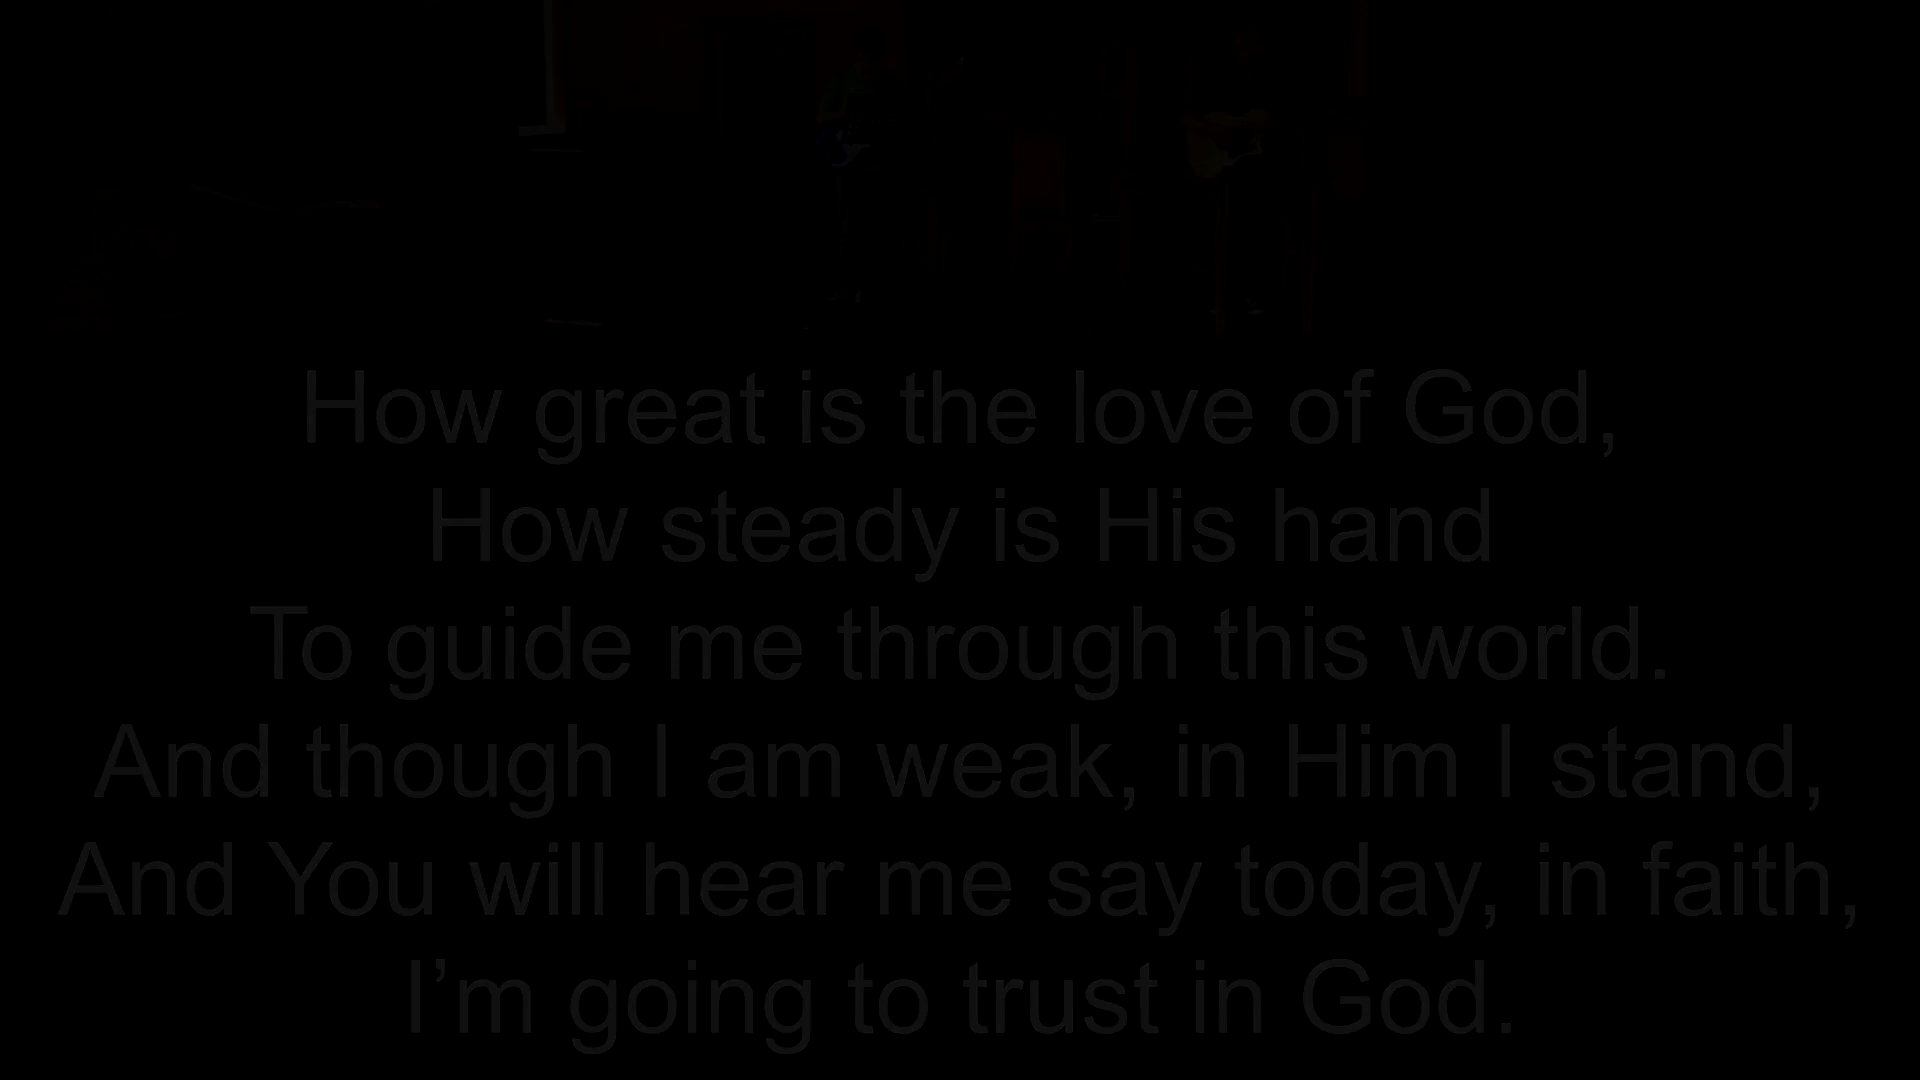 How great is the love of God,
How steady is His hand
To guide me through this world.
And though I am weak, in Him I stand,
And You will hear me say today, in faith,
I’m going to trust in God.